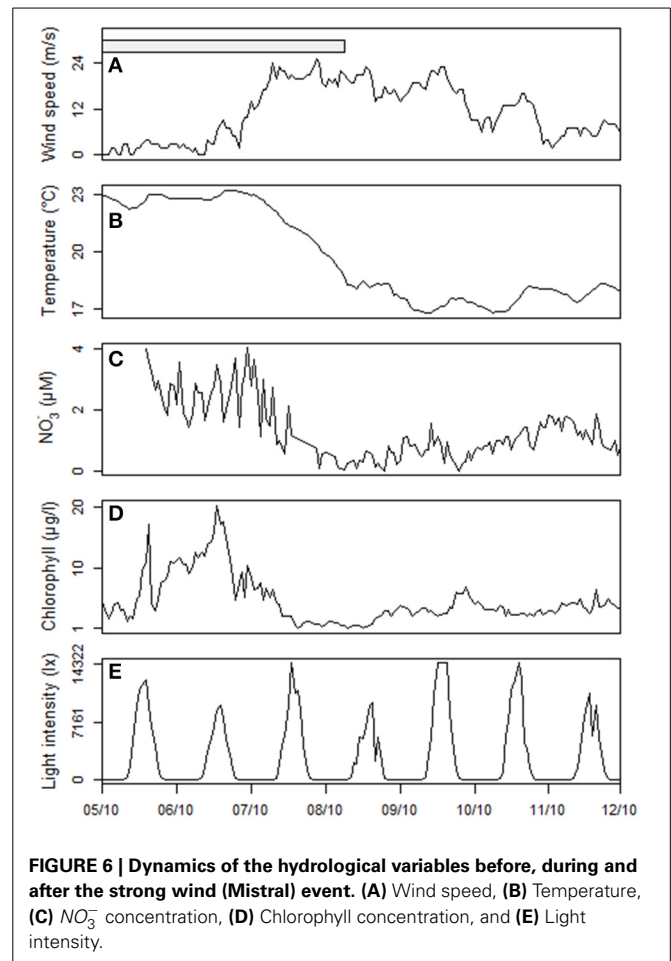 A
Wind speed (m/s)
24
12
0
B
Temperature (°C)
23
20
17
C
NO₃⁻ (µM)
4
2
0
D
Chlorophyll (µg/l)
20
10
1
E
Light intensity (lx)
14322
7161
0
05/10 06/10 07/10 08/10 09/10 10/10 11/10 12/10
FIGURE 6 | Dynamics of the hydrological variables before, during and
after the strong wind (Mistral) event. (A) Wind speed, (B) Temperature,
(C) NO₃⁻ concentration, (D) Chlorophyll concentration, and (E) Light
intensity.